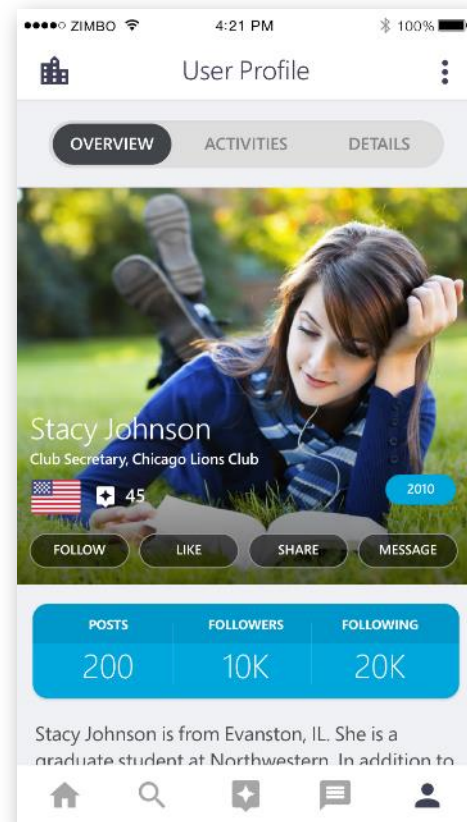 ZIMBO 4:21 PM 100%
User Profile
OVERVIEW ACTIVITIES DETAILS
Stacy Johnson
Club Secretary, Chicago Lions Club
45 2010
FOLLOW LIKE SHARE MESSAGE
POSTS FOLLOWERS FOLLOWING
200 10K 20K
Stacy Johnson is from Evanston, IL. She is a
graduate student at Northwestern. In addition to